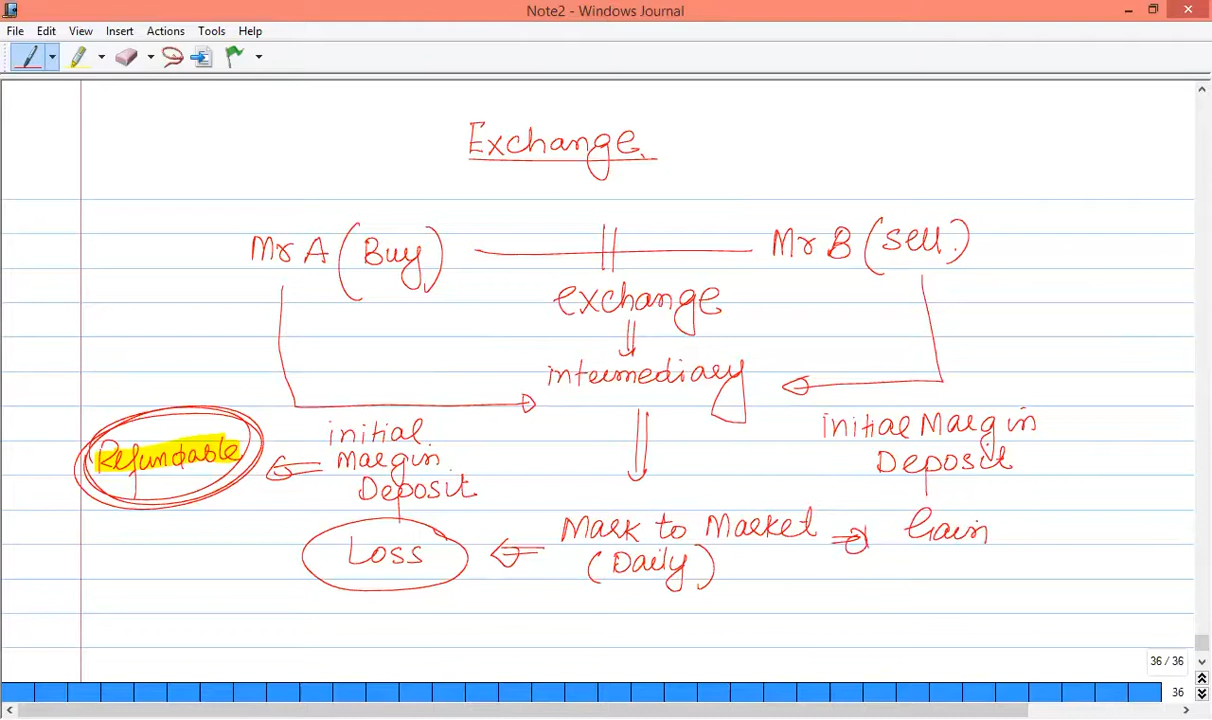 Note2 - Windows Journal
File Edit View Insert Actions Tools Help
Exchange
Mr A (Buy) Mr B (Sell.)
exchange
intermediary
initial Margin Deposit
initial Margin Deposit
Refundable
Mark to Market (Daily)
Loss
Gain
36 / 36
36